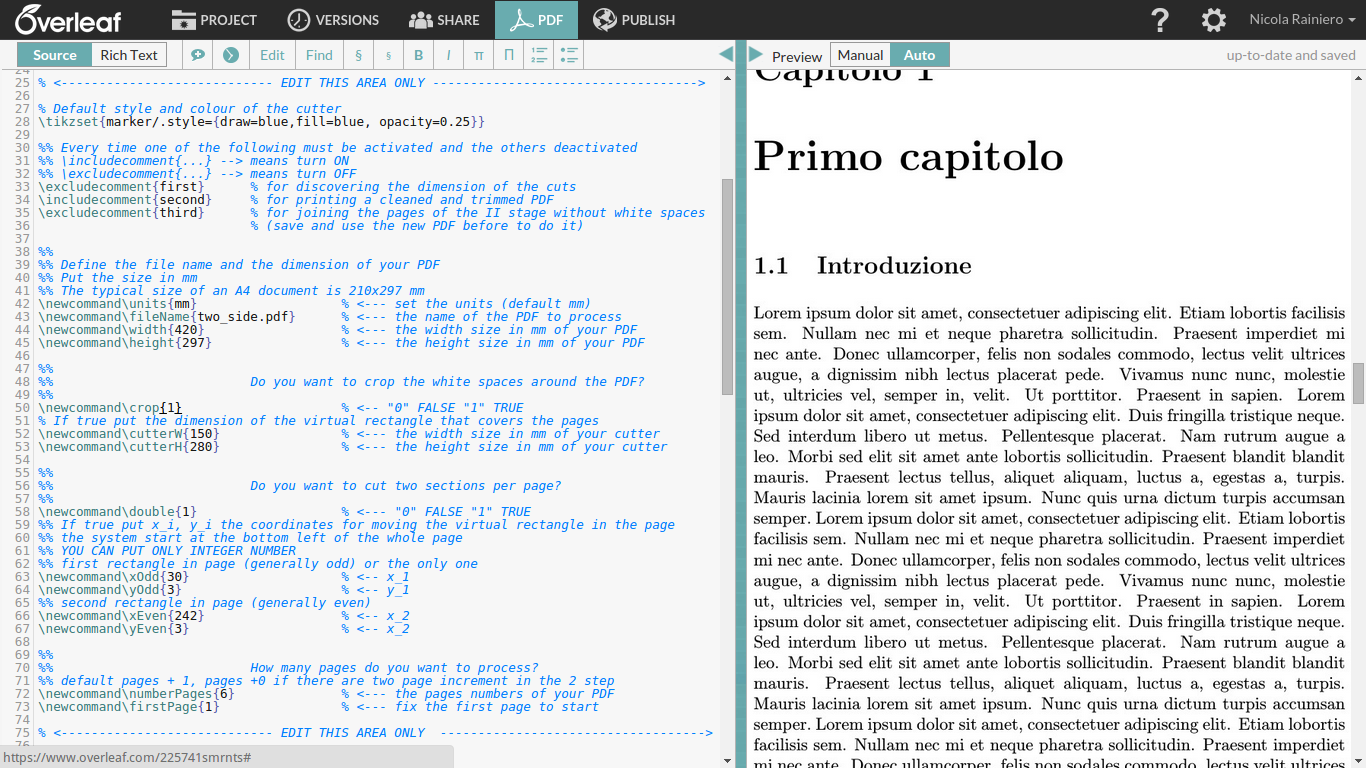 Overleaf PROJECT VERSIONS SHARE PDF PUBLISH ? Nicola Rainiero
Source Rich Text Edit Find § § B I π Π Preview Manual Auto up-to-date and saved
24
25 % <---------------------------- EDIT THIS AREA ONLY ----------------------------------->
26
27 % Default style and colour of the cutter
28 \tikzset{marker/.style={draw=blue,fill=blue, opacity=0.25}}
29
30 %% Every time one of the following must be activated and the others deactivated
31 %% \includecomment{...} --> means turn ON
32 %% \excludecomment{...} --> means turn OFF
33 \excludecomment{first} % for discovering the dimension of the cuts
34 \includecomment{second} % for printing a cleaned and trimmed PDF
35 \excludecomment{third} % for joining the pages of the II stage without white spaces
36 % (save and use the new PDF before to do it)
37
38 %%
39 %% Define the file name and the dimension of your PDF
40 %% Put the size in mm
41 %% The typical size of an A4 document is 210x297 mm
42 \newcommand\units{mm} % <--- set the units (default mm)
43 \newcommand\fileName{two_side.pdf} % <--- the name of the PDF to process
44 \newcommand\width{420} % <--- the width size in mm of your PDF
45 \newcommand\height{297} % <--- the height size in mm of your PDF
46
47 %%
48 %% Do you want to crop the white spaces around the PDF?
49 %%
50 \newcommand\crop{1} % <-- "0" FALSE "1" TRUE
51 % If true put the dimension of the virtual rectangle that covers the pages
52 \newcommand\cutterW{150} % <--- the width size in mm of your cutter
53 \newcommand\cutterH{280} % <--- the height size in mm of your cutter
54
55 %%
56 %% Do you want to cut two sections per page?
57 %%
58 \newcommand\double{1} % <--- "0" FALSE "1" TRUE
59 %% If true put x_i, y_i the coordinates for moving the virtual rectangle in the page
60 %% the system start at the bottom left of the whole page
61 %% YOU CAN PUT ONLY INTEGER NUMBER
62 %% first rectangle in page (generally odd) or the only one
63 \newcommand\xOdd{30} % <-- x_1
64 \newcommand\yOdd{3} % <-- y_1
65 %% second rectangle in page (generally even)
66 \newcommand\xEven{242} % <-- x_2
67 \newcommand\yEven{3} % <-- x_2
68
69 %%
70 %% How many pages do you want to process?
71 %% default pages + 1, pages +0 if there are two page increment in the 2 step
72 \newcommand\numberPages{6} % <--- the pages numbers of your PDF
73 \newcommand\firstPage{1} % <--- fix the first page to start
74
75 % <---------------------------- EDIT THIS AREA ONLY ----------------------------------->
76
https://www.overleaf.com/225741smrnts#
Capitolo 1
Primo capitolo
1.1 Introduzione
Lorem ipsum dolor sit amet, consectetuer adipiscing elit. Etiam lobortis facilisis
sem. Nullam nec mi et neque pharetra sollicitudin. Praesent imperdiet mi
nec ante. Donec ullamcorper, felis non sodales commodo, lectus velit ultrices
augue, a dignissim nibh lectus placerat pede. Vivamus nunc nunc, molestie
ut, ultricies vel, semper in, velit. Ut porttitor. Praesent in sapien. Lorem
ipsum dolor sit amet, consectetuer adipiscing elit. Duis fringilla tristique neque.
Sed interdum libero ut metus. Pellentesque placerat. Nam rutrum augue a
leo. Morbi sed elit sit amet ante lobortis sollicitudin. Praesent blandit blandit
mauris. Praesent lectus tellus, aliquet aliquam, luctus a, egestas a, turpis.
Mauris lacinia lorem sit amet ipsum. Nunc quis urna dictum turpis accumsan
semper. Lorem ipsum dolor sit amet, consectetuer adipiscing elit. Etiam lobortis
facilisis sem. Nullam nec mi et neque pharetra sollicitudin. Praesent imperdiet
mi nec ante. Donec ullamcorper, felis non sodales commodo, lectus velit ultrices
augue, a dignissim nibh lectus placerat pede. Vivamus nunc nunc, molestie
ut, ultricies vel, semper in, velit. Ut porttitor. Praesent in sapien. Lorem
ipsum dolor sit amet, consectetuer adipiscing elit. Duis fringilla tristique neque.
Sed interdum libero ut metus. Pellentesque placerat. Nam rutrum augue a
leo. Morbi sed elit sit amet ante lobortis sollicitudin. Praesent blandit blandit
mauris. Praesent lectus tellus, aliquet aliquam, luctus a, egestas a, turpis.
Mauris lacinia lorem sit amet ipsum. Nunc quis urna dictum turpis accumsan
semper. Lorem ipsum dolor sit amet, consectetuer adipiscing elit. Etiam lobortis
facilisis sem. Nullam nec mi et neque pharetra sollicitudin. Praesent imperdiet
mi nec ante. Donec ullamcorper, felis non sodales commodo, lectus velit ultrices